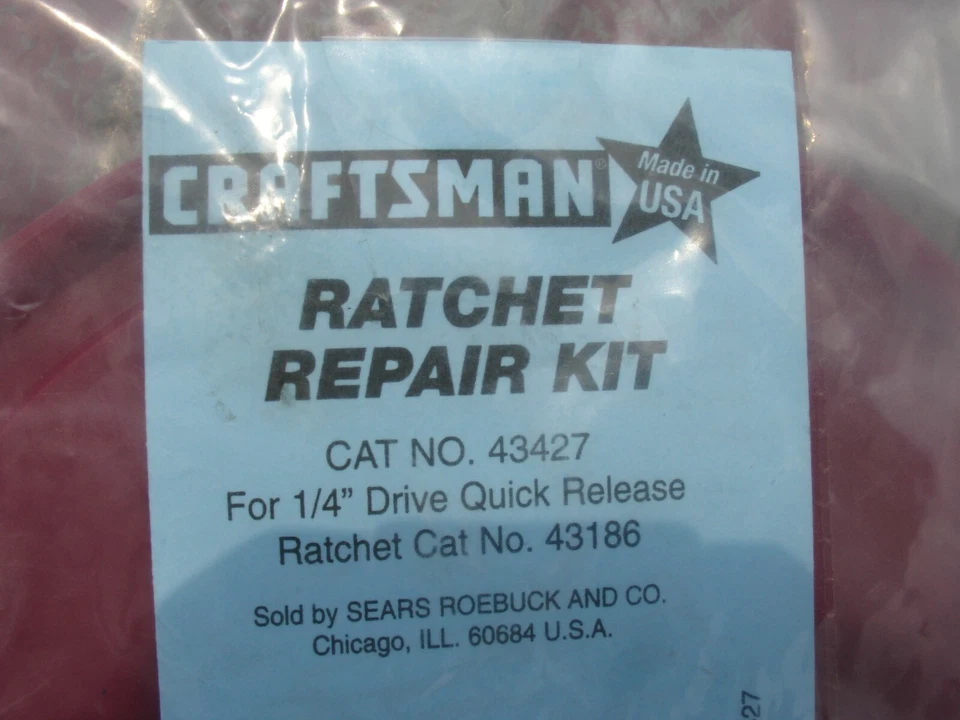 CRAFTSMAN®
Made in
USA
RATCHET
REPAIR KIT
CAT NO. 43427
For 1/4" Drive Quick Release
Ratchet Cat No. 43186
Sold by SEARS ROEBUCK AND CO.
Chicago, ILL. 60684 U.S.A.
27